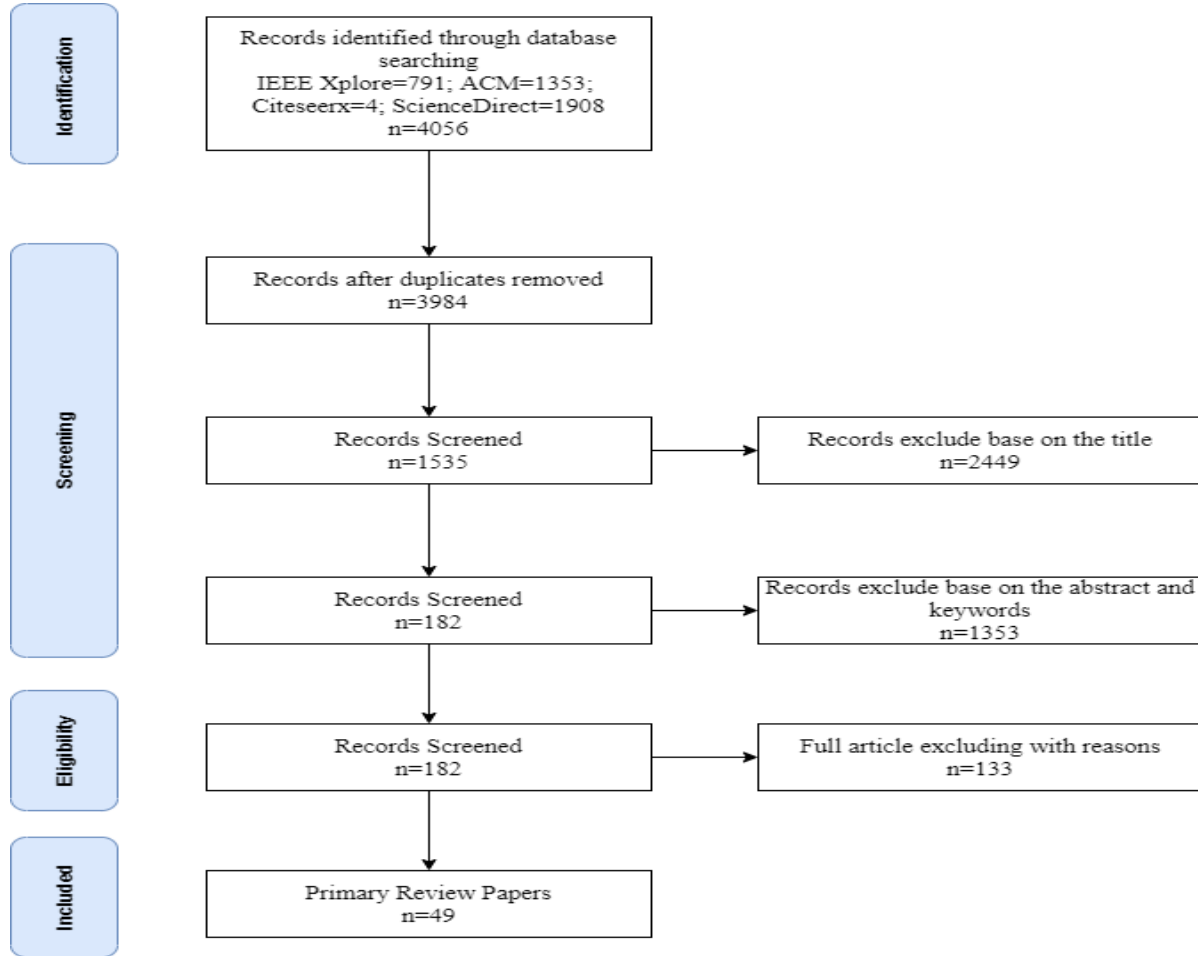 Identification
Records identified through database
searching
IEEE Xplore=791; ACM=1353;
Citeseerx=4; ScienceDirect=1908
n=4056
Screening
Records after duplicates removed
n=3984
Records Screened
n=1535
Records exclude base on the title
n=2449
Records Screened
n=182
Records exclude base on the abstract and
keywords
n=1353
Eligibility
Records Screened
n=182
Full article excluding with reasons
n=133
Included
Primary Review Papers
n=49